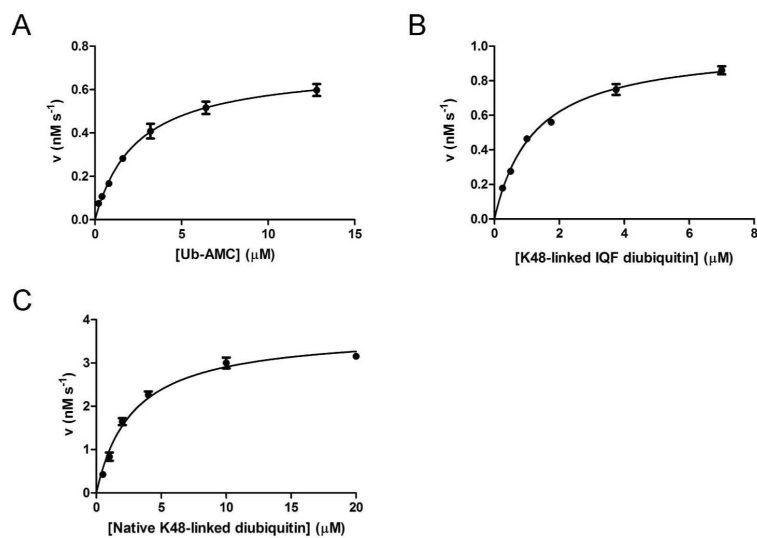 A
0.8
0.6
0.4
0.2
0.0
v (nM s⁻¹)
0 5 10 15
[Ub-AMC] (μM)
B
1.0
0.8
0.6
0.4
0.2
0.0
v (nM s⁻¹)
0 2 4 6 8
[K48-linked IQF diubiquitin] (μM)
C
4
3
2
1
0
v (nM s⁻¹)
0 5 10 15 20
[Native K48-linked diubiquitin] (μM)